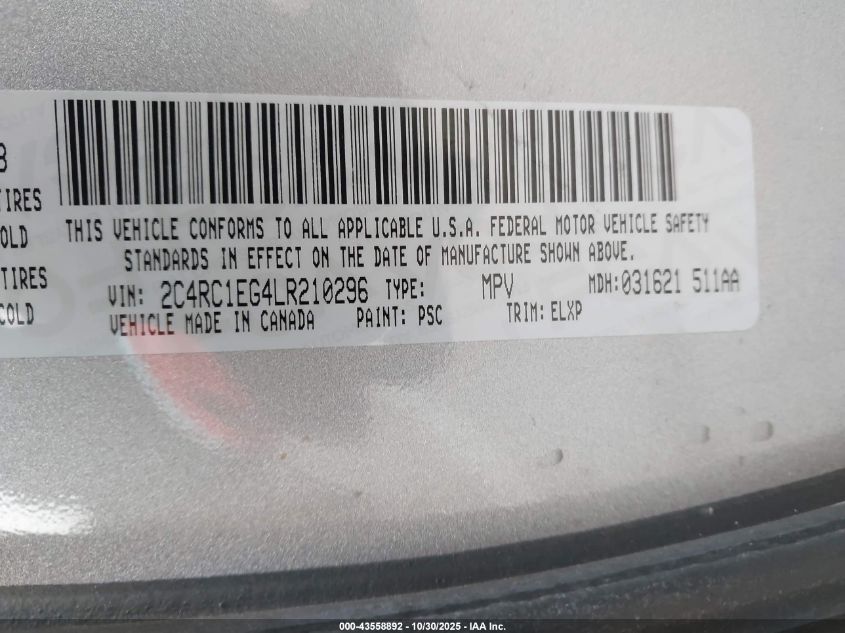 8
TIRES
OLD
TIRES
COLD
THIS VEHICLE CONFORMS TO ALL APPLICABLE U.S.A. FEDERAL MOTOR VEHICLE SAFETY
STANDARDS IN EFFECT ON THE DATE OF MANUFACTURE SHOWN ABOVE.
VIN: 2C4RC1EG4LR210296 TYPE: MPV MDH: 031621 511AA
VEHICLE MADE IN CANADA PAINT: PSC TRIM: ELXP
000-43558892 - 10/30/2025 - IAA Inc.